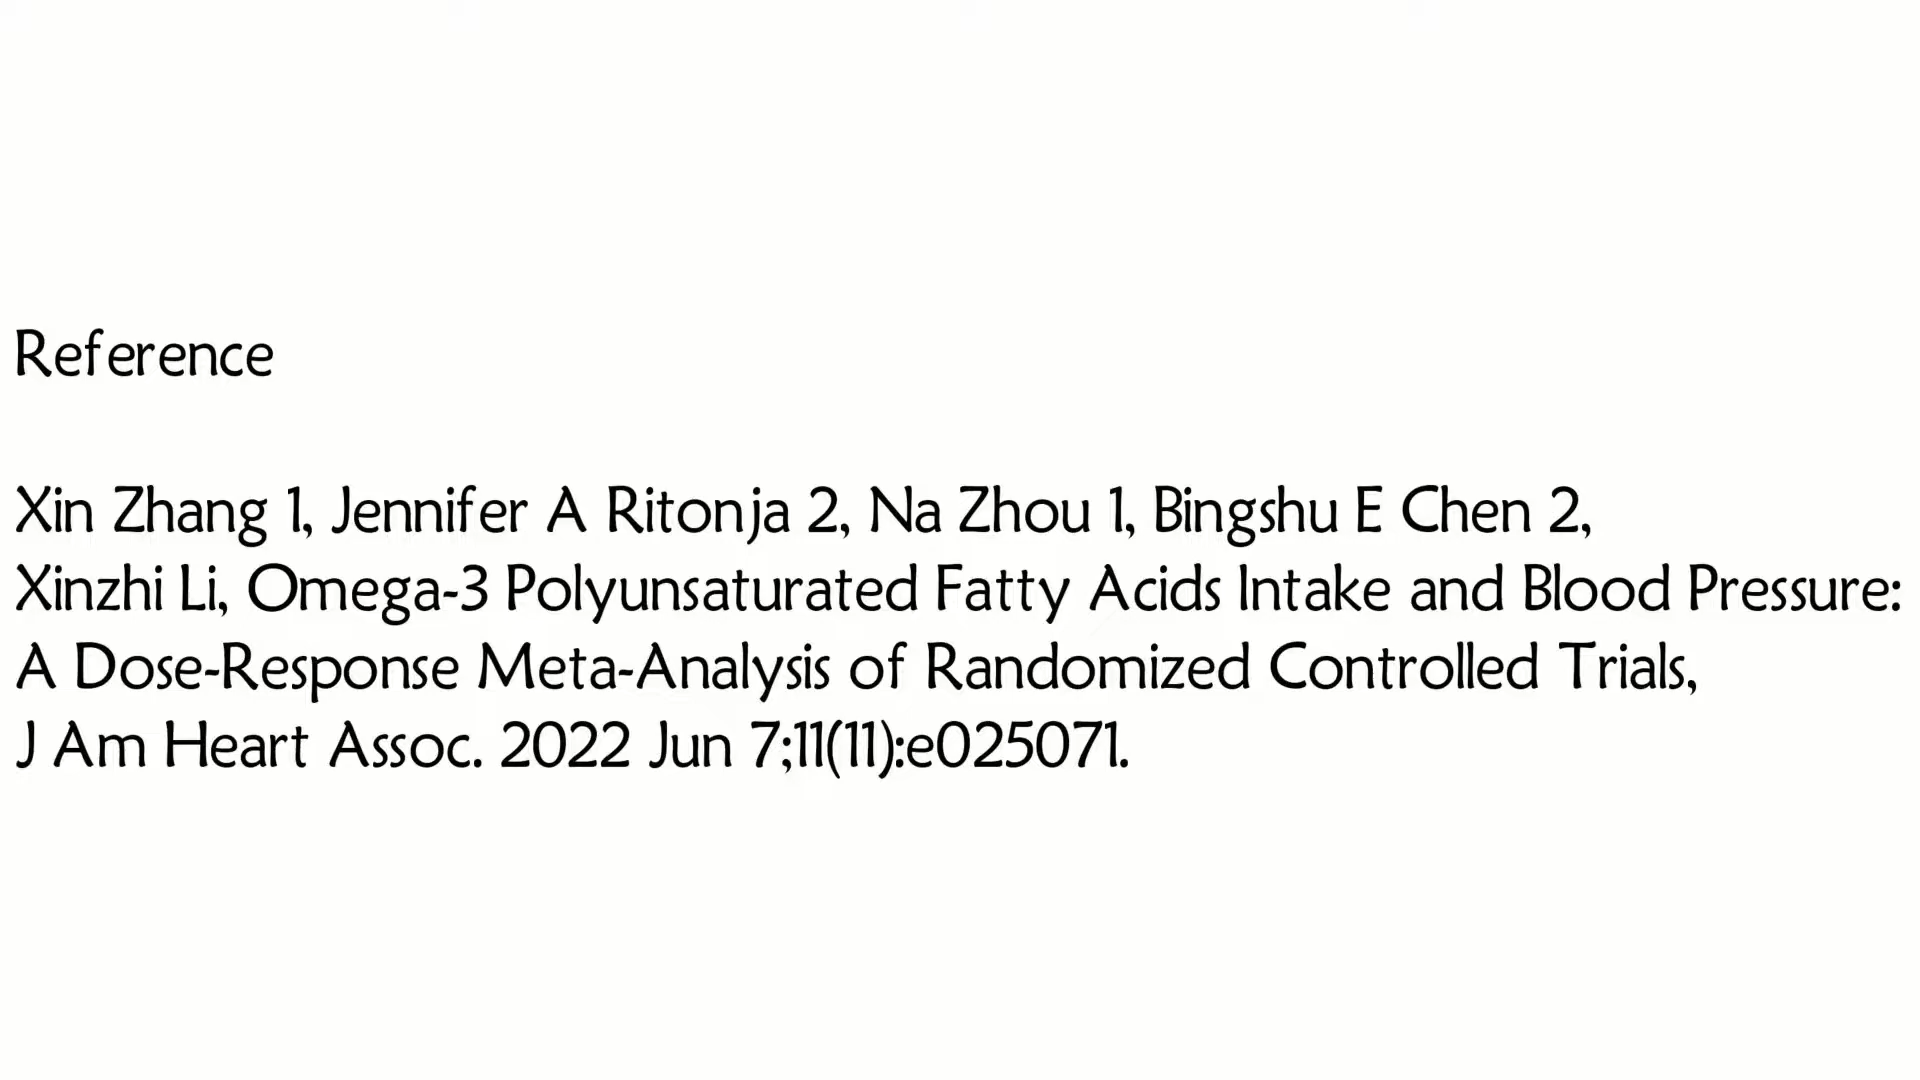 Reference
Xin Zhang 1, Jennifer A Ritonja 2, Na Zhou 1, Bingshu E Chen 2,
Xinzhi Li, Omega-3 Polyunsaturated Fatty Acids Intake and Blood Pressure:
A Dose-Response Meta-Analysis of Randomized Controlled Trials,
J Am Heart Assoc. 2022 Jun 7;11(11):e025071.